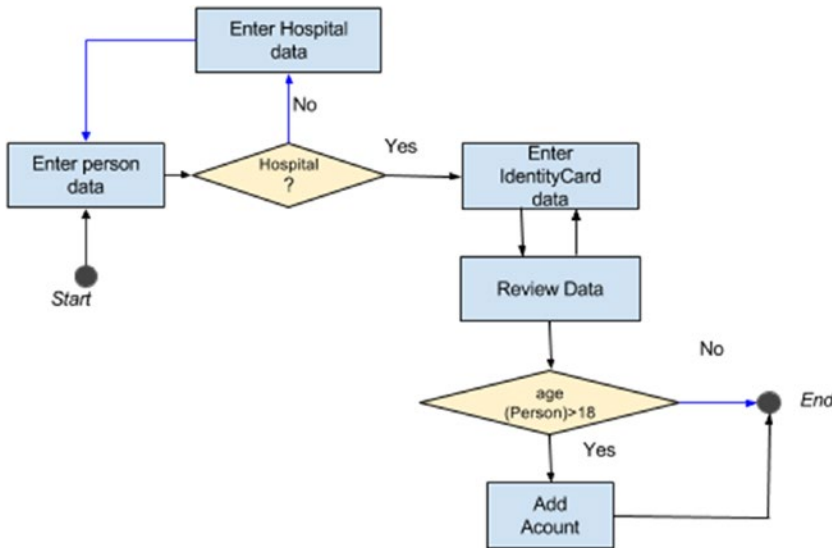 Enter Hospital
data
No
Yes
Enter person
data
Hospital
?
Enter
IdentityCard
data
Start
Review Data
No
age
(Person)>18
End
Yes
Add
Acount